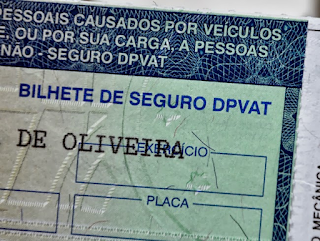 PESSOAIS CAUSADOS POR VEÍCULOS
E, OU POR SUA CARGA, A PESSOAS
NÃO - SEGURO DPVAT
BILHETE DE SEGURO DPVAT
DE OLIVEIRA
EXERCÍCIO
PLACA
MECÂNICA